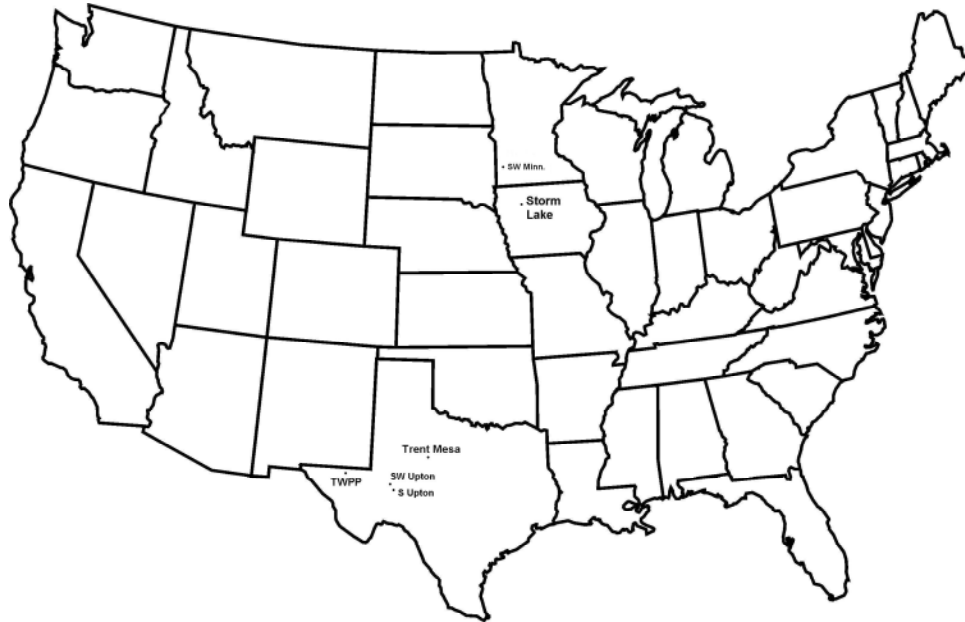 SW Minn.
Storm
Lake
Trent Mesa
SW Upton
TWPP
S Upton